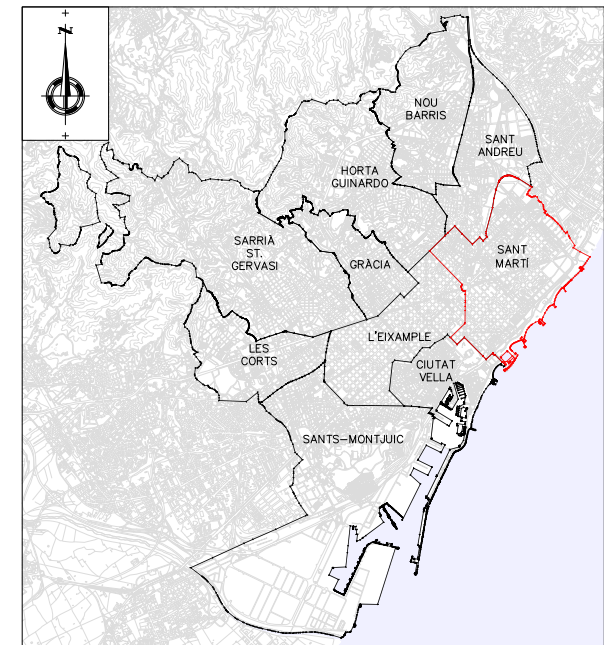 N
NOU
BARRIS
SANT
ANDREU
HORTA
GUINARDO
SARRIÀ
ST.
GERVASI
GRÀCIA
SANT
MARTÍ
L'EIXAMPLE
LES
CORTS
CIUTAT
VELLA
SANTS-MONTJUIC